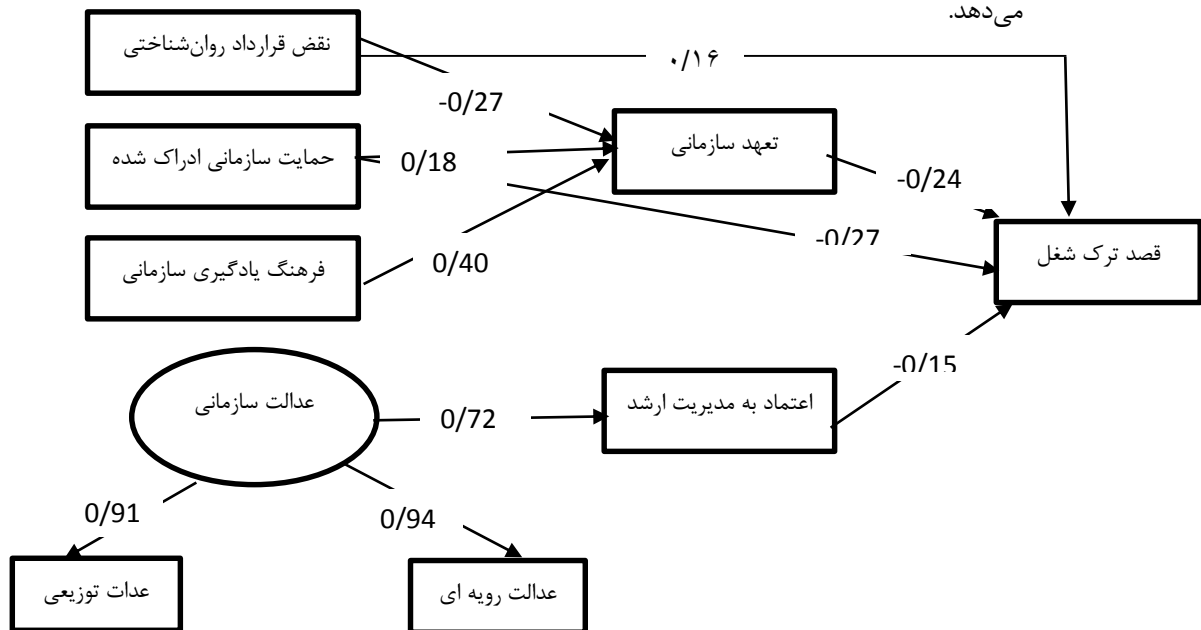 می‌دهد.
نقض قرارداد روان‌شناختی
۰/۱۶
-0/27
تعهد سازمانی
حمایت سازمانی ادراک شده
0/18
-0/24
-0/27
قصد ترک شغل
فرهنگ یادگیری سازمانی
0/40
-0/15
عدالت سازمانی
0/72
اعتماد به مدیریت ارشد
0/91
0/94
عدات توزیعی
عدالت رویه ای